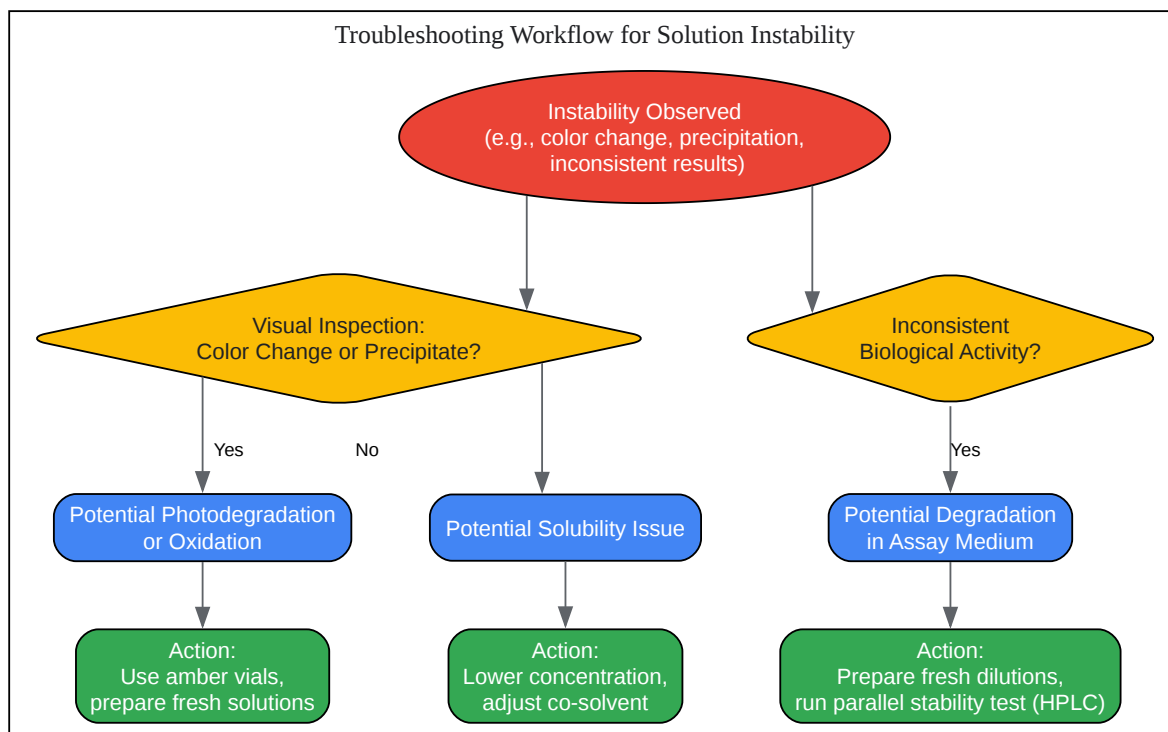 Troubleshooting Workflow for Solution Instability
Instability Observed
(e.g., color change, precipitation,
inconsistent results)
Visual Inspection:
Color Change or Precipitate?
Inconsistent
Biological Activity?
Yes
No
Yes
Potential Photodegradation
or Oxidation
Potential Solubility Issue
Potential Degradation
in Assay Medium
Action:
Use amber vials,
prepare fresh solutions
Action:
Lower concentration,
adjust co-solvent
Action:
Prepare fresh dilutions,
run parallel stability test (HPLC)